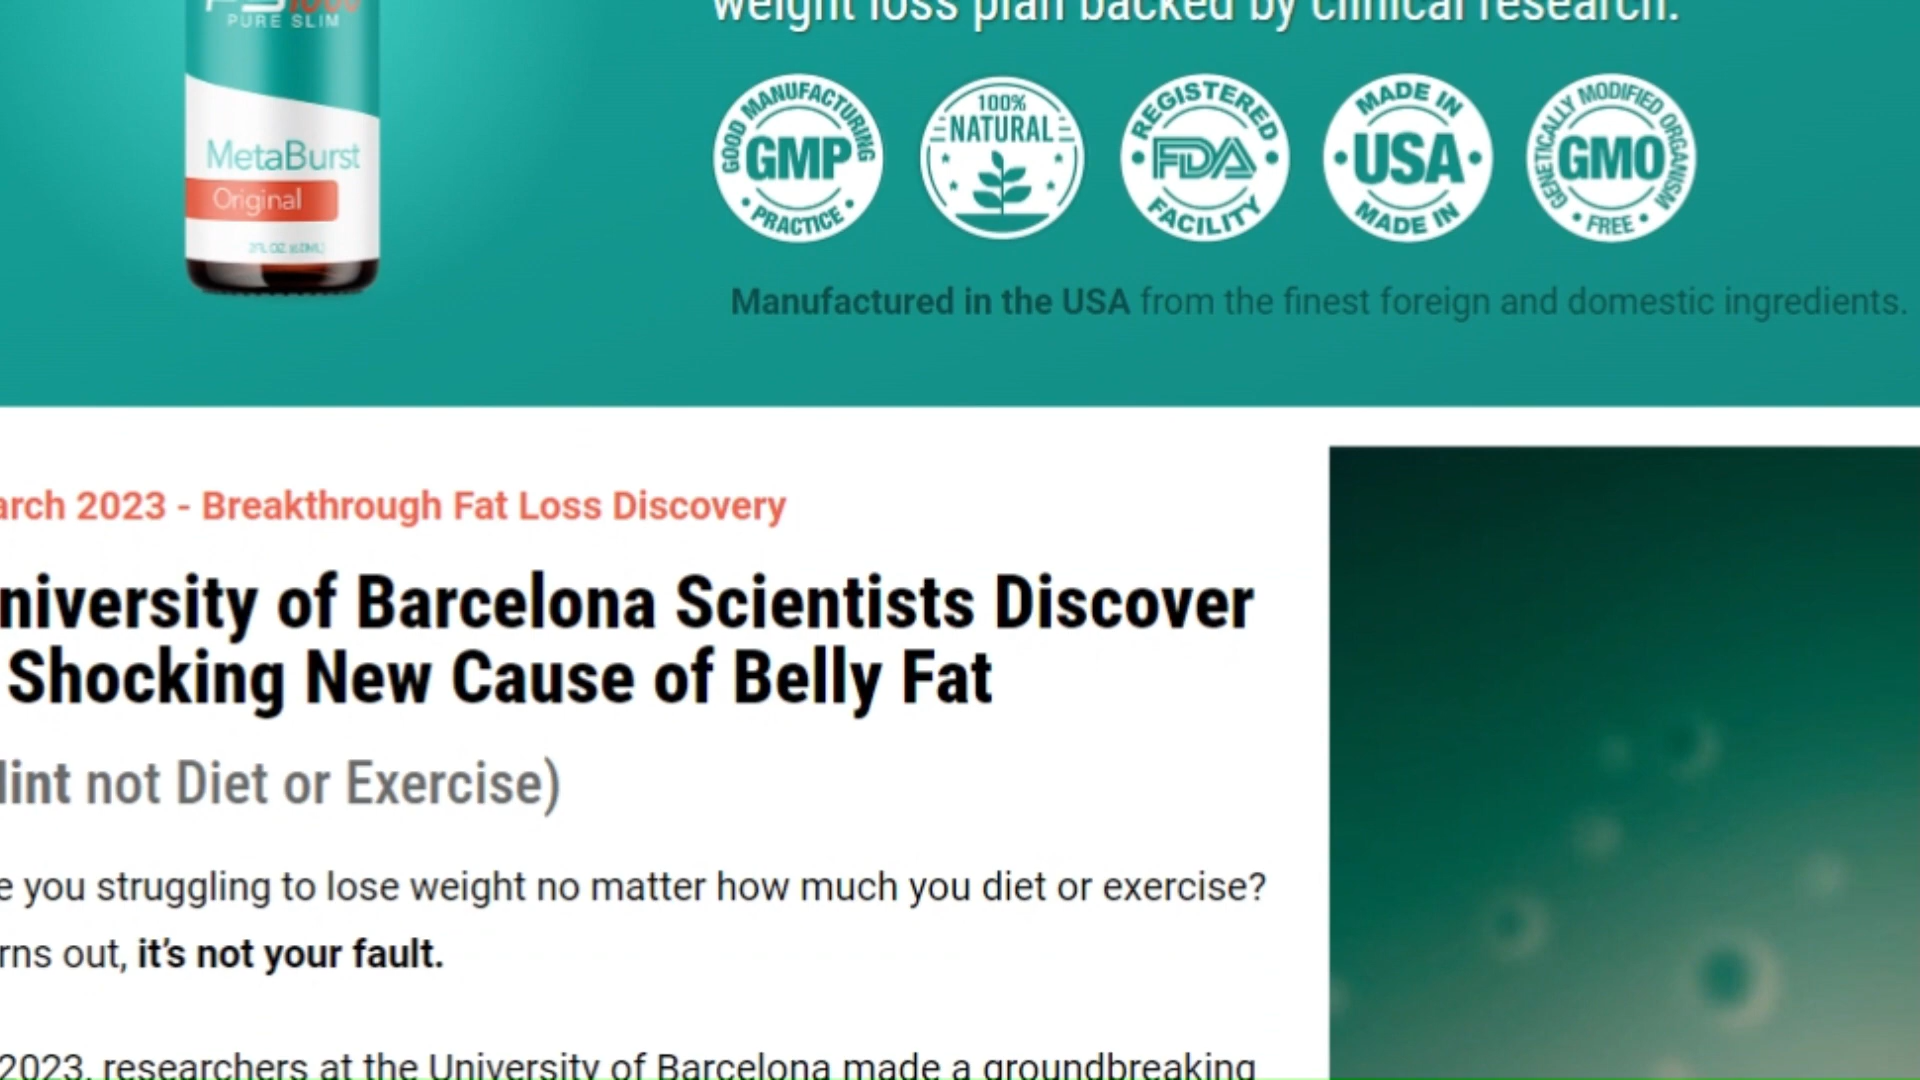 PURE SLIM
MetaBurst
Original
2FL OZ (60ML)
weight loss plan backed by clinical research.
GOOD MANUFACTURING
GMP
PRACTICE
100%
NATURAL
REGISTERED
FDA
FACILITY
MADE IN
USA
MADE IN
GENETICALLY MODIFIED ORGANISM
GMO
FREE
Manufactured in the USA from the finest foreign and domestic ingredients.
arch 2023 - Breakthrough Fat Loss Discovery
niversity of Barcelona Scientists Discover
Shocking New Cause of Belly Fat
not Diet or Exercise)
e you struggling to lose weight no matter how much you diet or exercise?
rns out, it's not your fault.
2023, researchers at the University of Barcelona made a groundbreaking